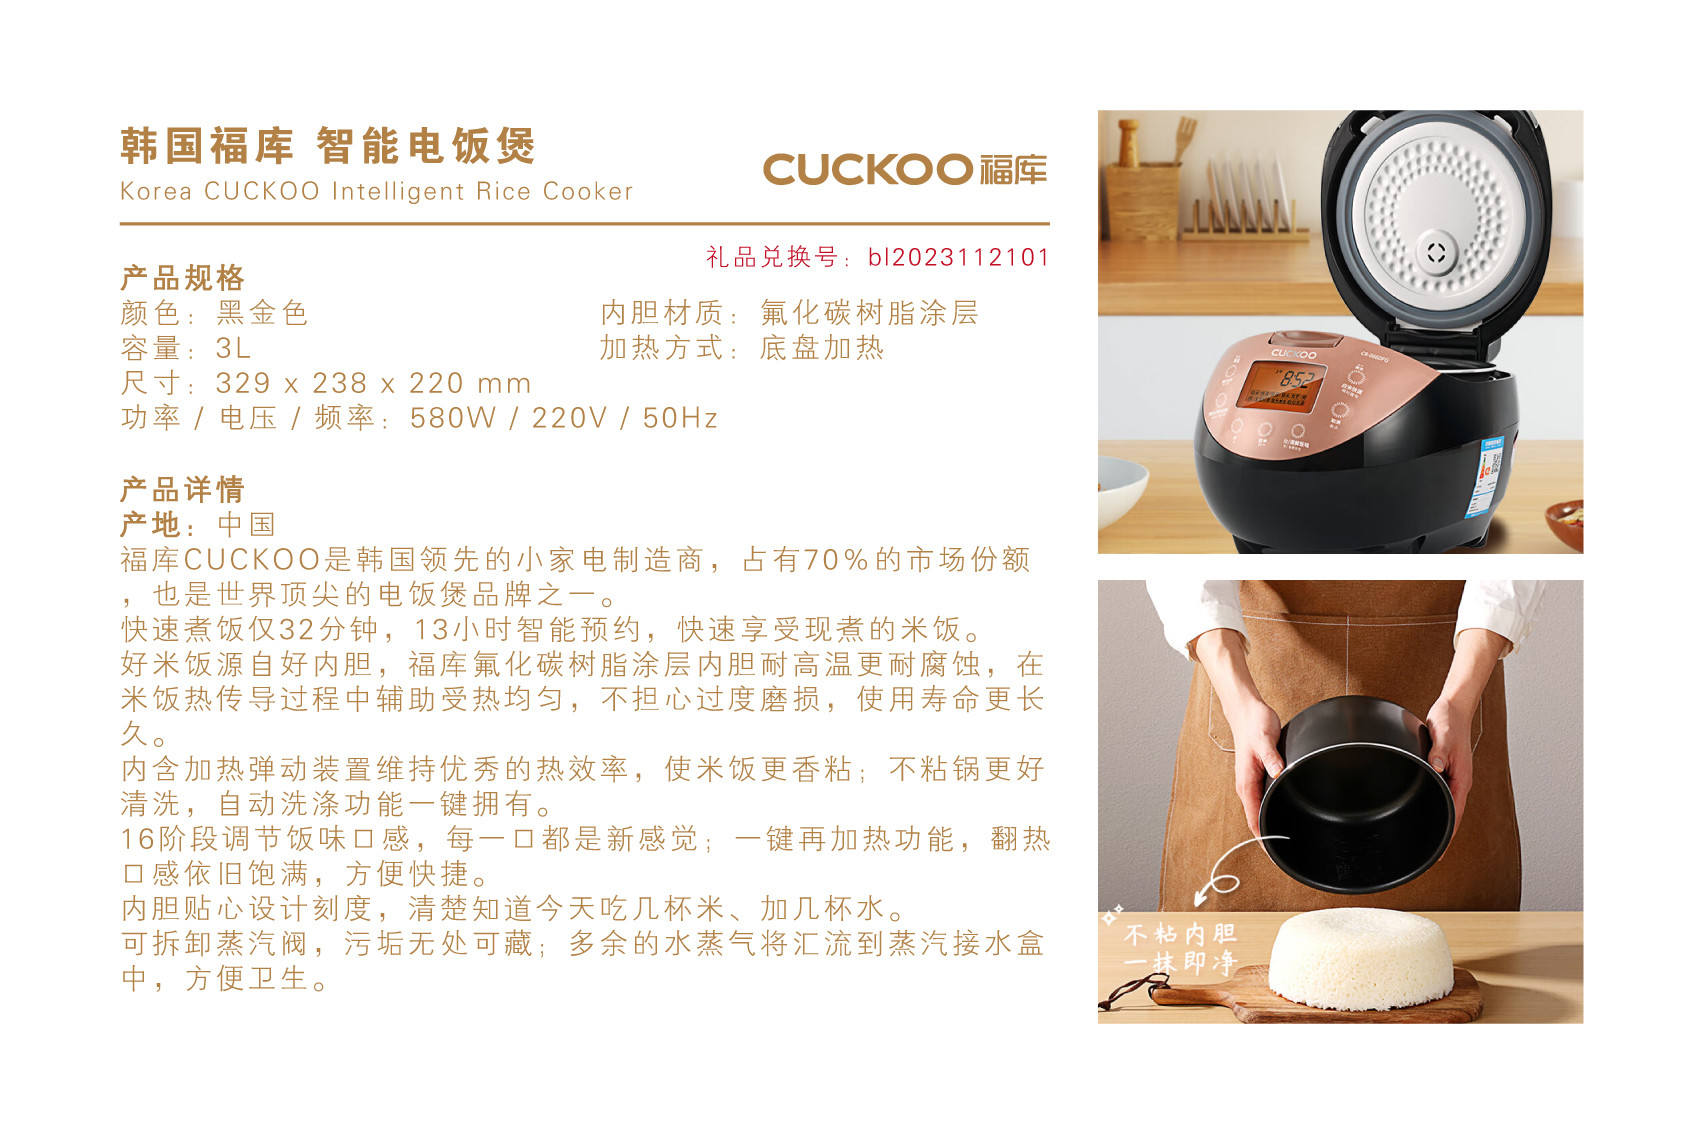 韩国福库 智能电饭煲
Korea CUCKOO Intelligent Rice Cooker
CUCKOO福库
礼品兑换号：bl2023112101
产品规格
颜色：黑金色
内胆材质：氟化碳树脂涂层
容量：3L
加热方式：底盘加热
尺寸：329 x 238 x 220 mm
功率 / 电压 / 频率：580W / 220V / 50Hz
产品详情
产地：中国
福库CUCKOO是韩国领先的小家电制造商，占有70%的市场份额
，也是世界顶尖的电饭煲品牌之一。
快速煮饭仅32分钟，13小时智能预约，快速享受现煮的米饭。
好米饭源自好内胆，福库氟化碳树脂涂层内胆耐高温更耐腐蚀，在
米饭热传导过程中辅助受热均匀，不担心过度磨损，使用寿命更长
久。
内含加热弹动装置维持优秀的热效率，使米饭更香粘；不粘锅更好
清洗，自动洗涤功能一键拥有。
16阶段调节饭味口感，每一口都是新感觉；一键再加热功能，翻热
口感依旧饱满，方便快捷。
内胆贴心设计刻度，清楚知道今天吃几杯米、加几杯水。
可拆卸蒸汽阀，污垢无处可藏；多余的水蒸气将汇流到蒸汽接水盒
中，方便卫生。
CUCKOO
8:52
不粘内胆
一抹即净